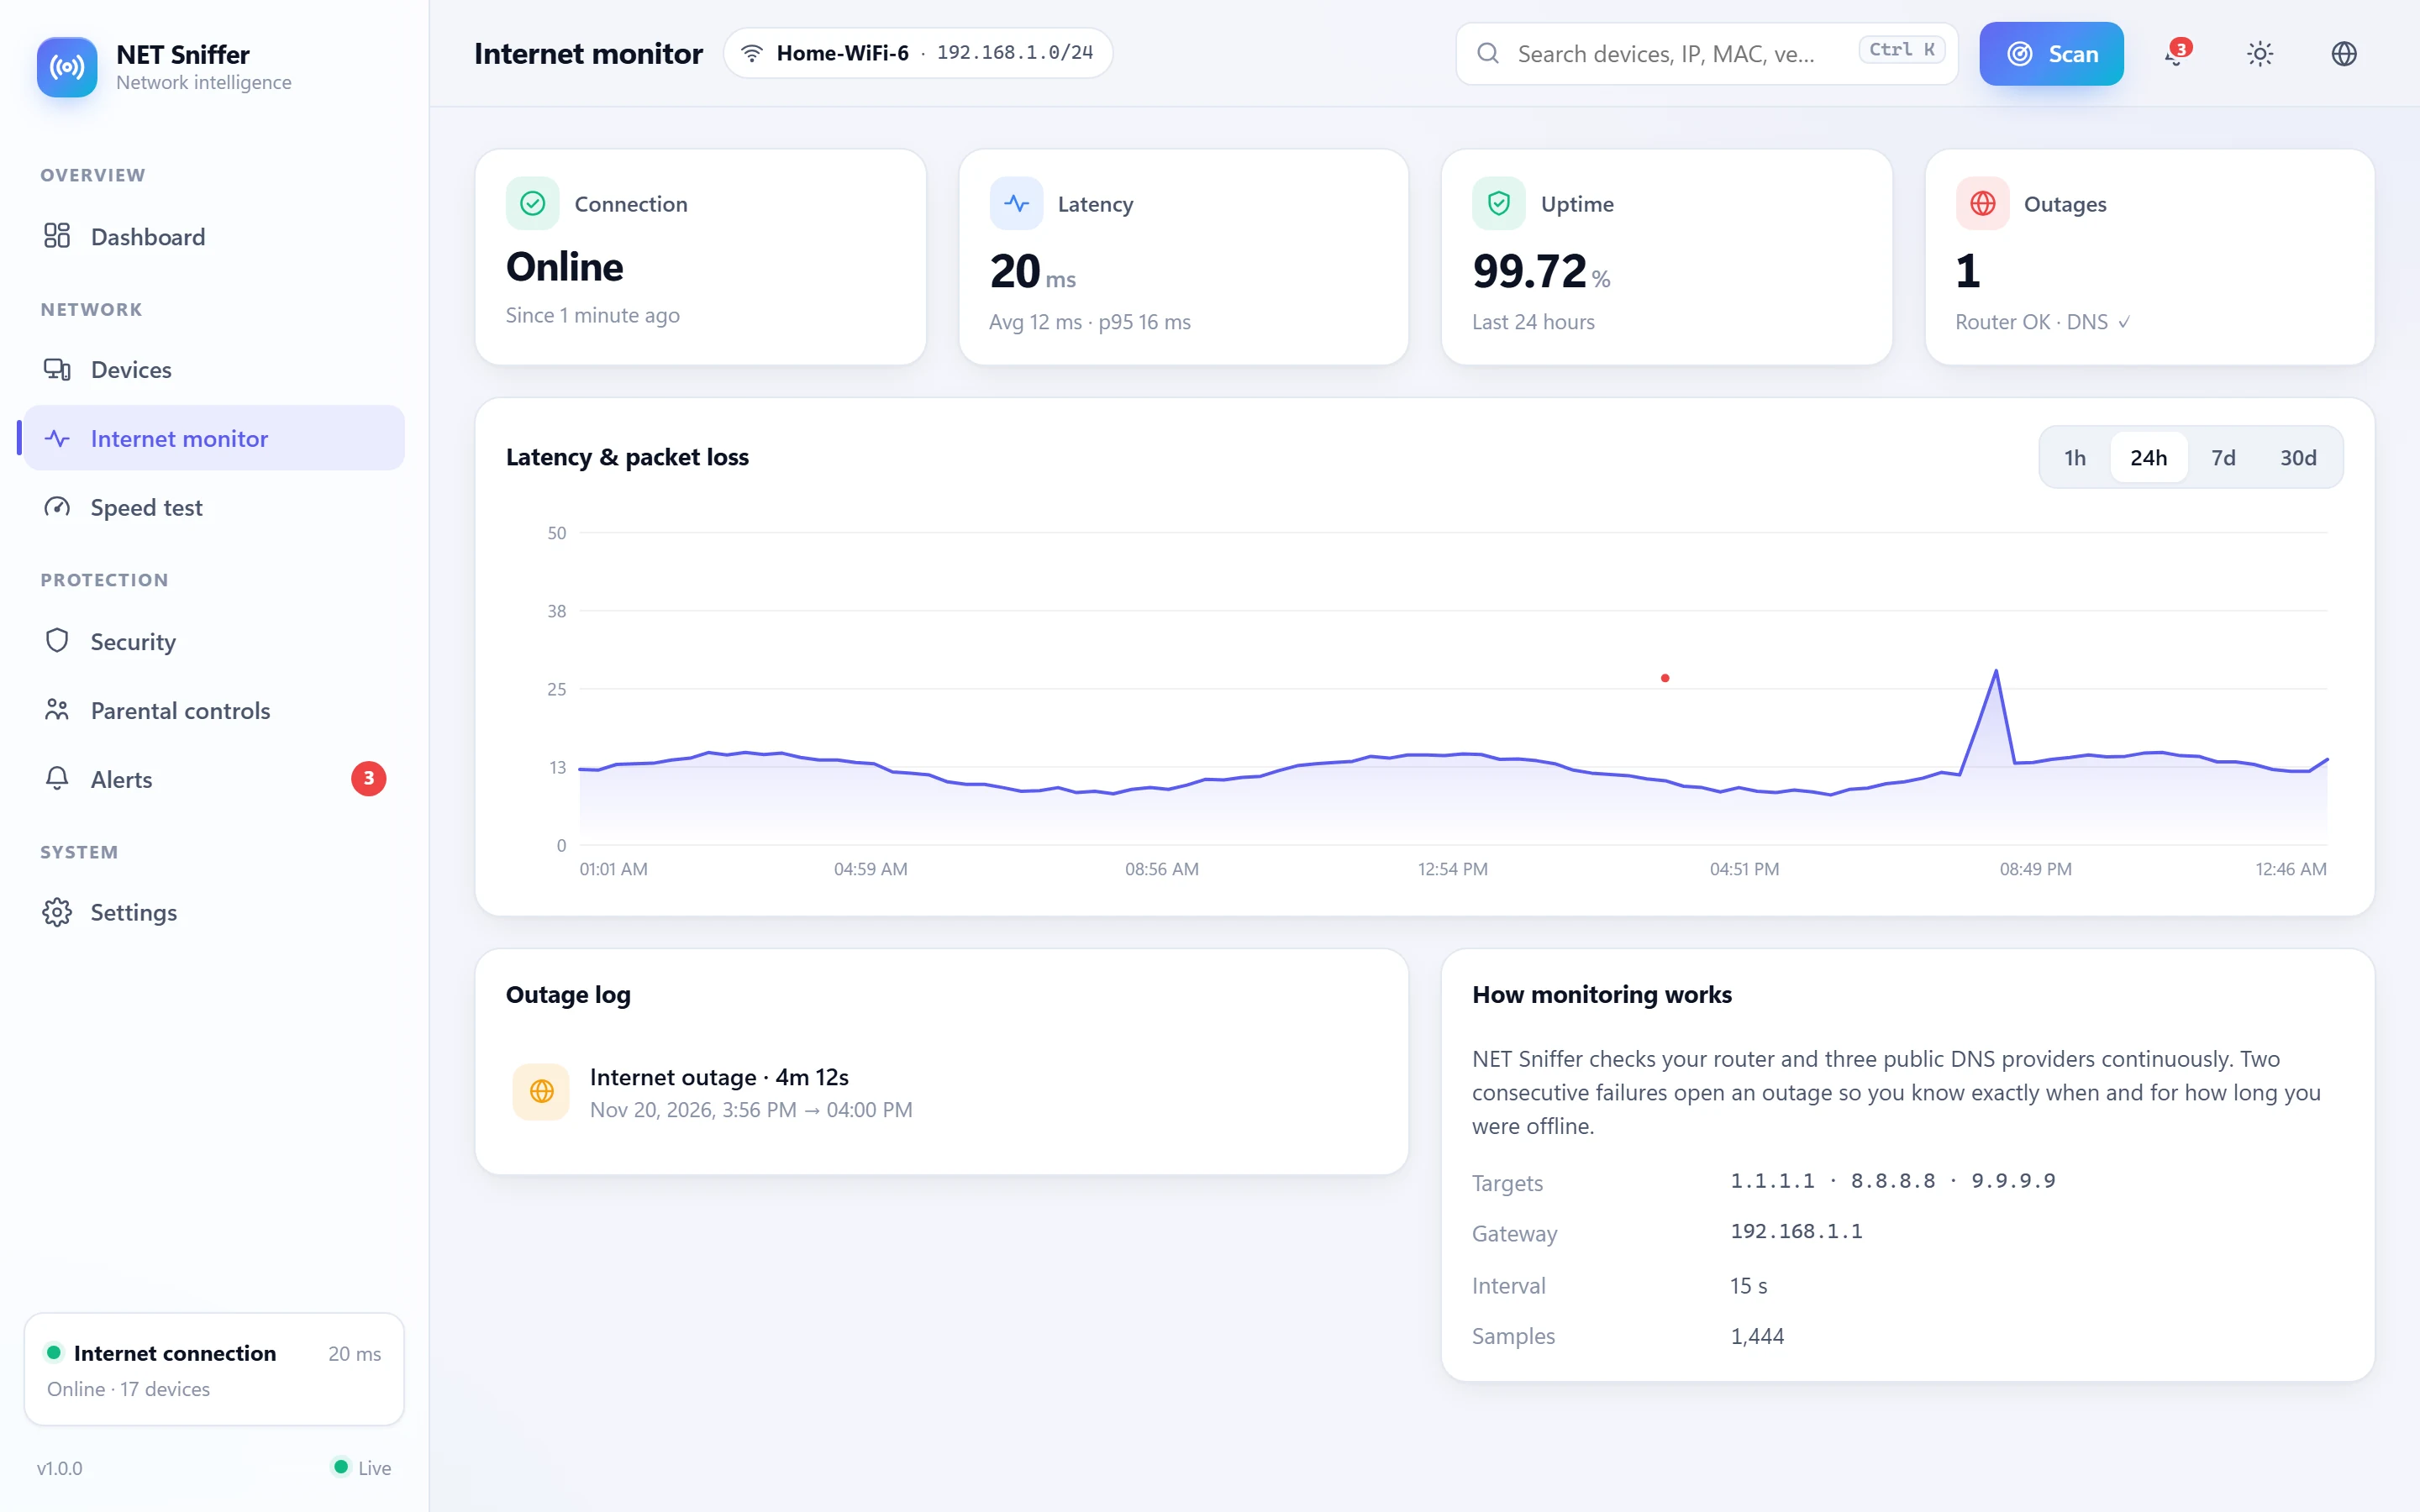 NET Sniffer
Network intelligence
OVERVIEW
Dashboard
NETWORK
Devices
Internet monitor
Speed test
PROTECTION
Security
Parental controls
Alerts 3
SYSTEM
Settings
Internet connection 20 ms
Online · 17 devices
v1.0.0 Live
Internet monitor Home-WiFi-6 · 192.168.1.0/24 Search devices, IP, MAC, ve... Ctrl K Scan 3
Connection
Online
Since 1 minute ago
Latency
20 ms
Avg 12 ms · p95 16 ms
Uptime
99.72 %
Last 24 hours
Outages
1
Router OK · DNS ✓
Latency & packet loss 1h 24h 7d 30d
50
38
25
13
0
01:01 AM 04:59 AM 08:56 AM 12:54 PM 04:51 PM 08:49 PM 12:46 AM
Outage log
Internet outage · 4m 12s
Nov 20, 2026, 3:56 PM → 04:00 PM
How monitoring works
NET Sniffer checks your router and three public DNS providers continuously. Two
consecutive failures open an outage so you know exactly when and for how long you
were offline.
Targets 1.1.1.1 · 8.8.8.8 · 9.9.9.9
Gateway 192.168.1.1
Interval 15 s
Samples 1,444